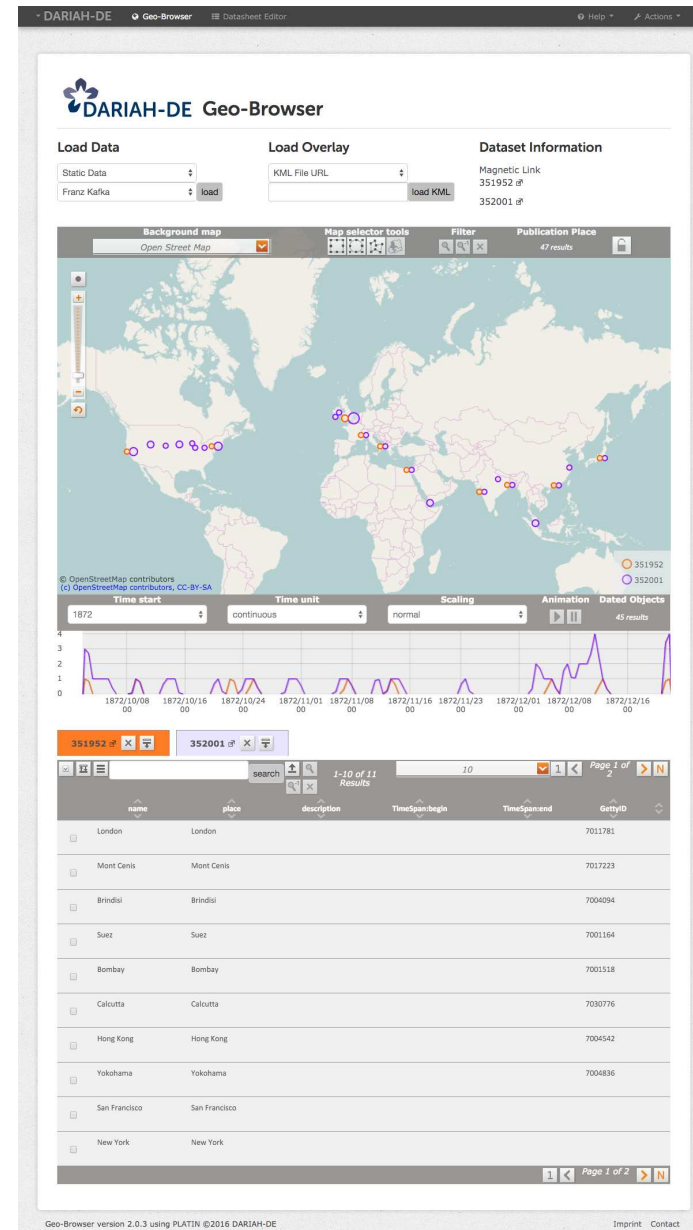 DARIAH-DE Geo-Browser Datasheet Editor Help Actions
DARIAH-DE Geo-Browser
Load Data Load Overlay Dataset Information
Static Data KML File URL Magnetic Link
351952
Franz Kafka load load KML
352001
Background map Map selector tools Filter Publication Place
Open Street Map 47 results
351952
352001
© OpenStreetMap contributors
(c) OpenStreetMap contributors, CC-BY-SA
Time start Time unit Scaling Animation Dated Objects
1872 continuous normal 45 results
4
3
2
1
0
1872/10/08 1872/10/16 1872/10/24 1872/11/01 1872/11/08 1872/11/16 1872/11/23 1872/12/01 1872/12/08 1872/12/16
00 00 00 00 00 00 00 00 00 00
351952 352001
search 1-10 of 11 Results 10 1 Page 1 of 2 N
name place description TimeSpan:begin TimeSpan:end GettyID
London London 7011781
Mont Cenis Mont Cenis 7017223
Brindisi Brindisi 7004094
Suez Suez 7001164
Bombay Bombay 7001518
Calcutta Calcutta 7030776
Hong Kong Hong Kong 7004542
Yokohama Yokohama 7004836
San Francisco San Francisco
New York New York
1 Page 1 of 2 N
Geo-Browser version 2.0.3 using PLATIN ©2016 DARIAH-DE Imprint Contact